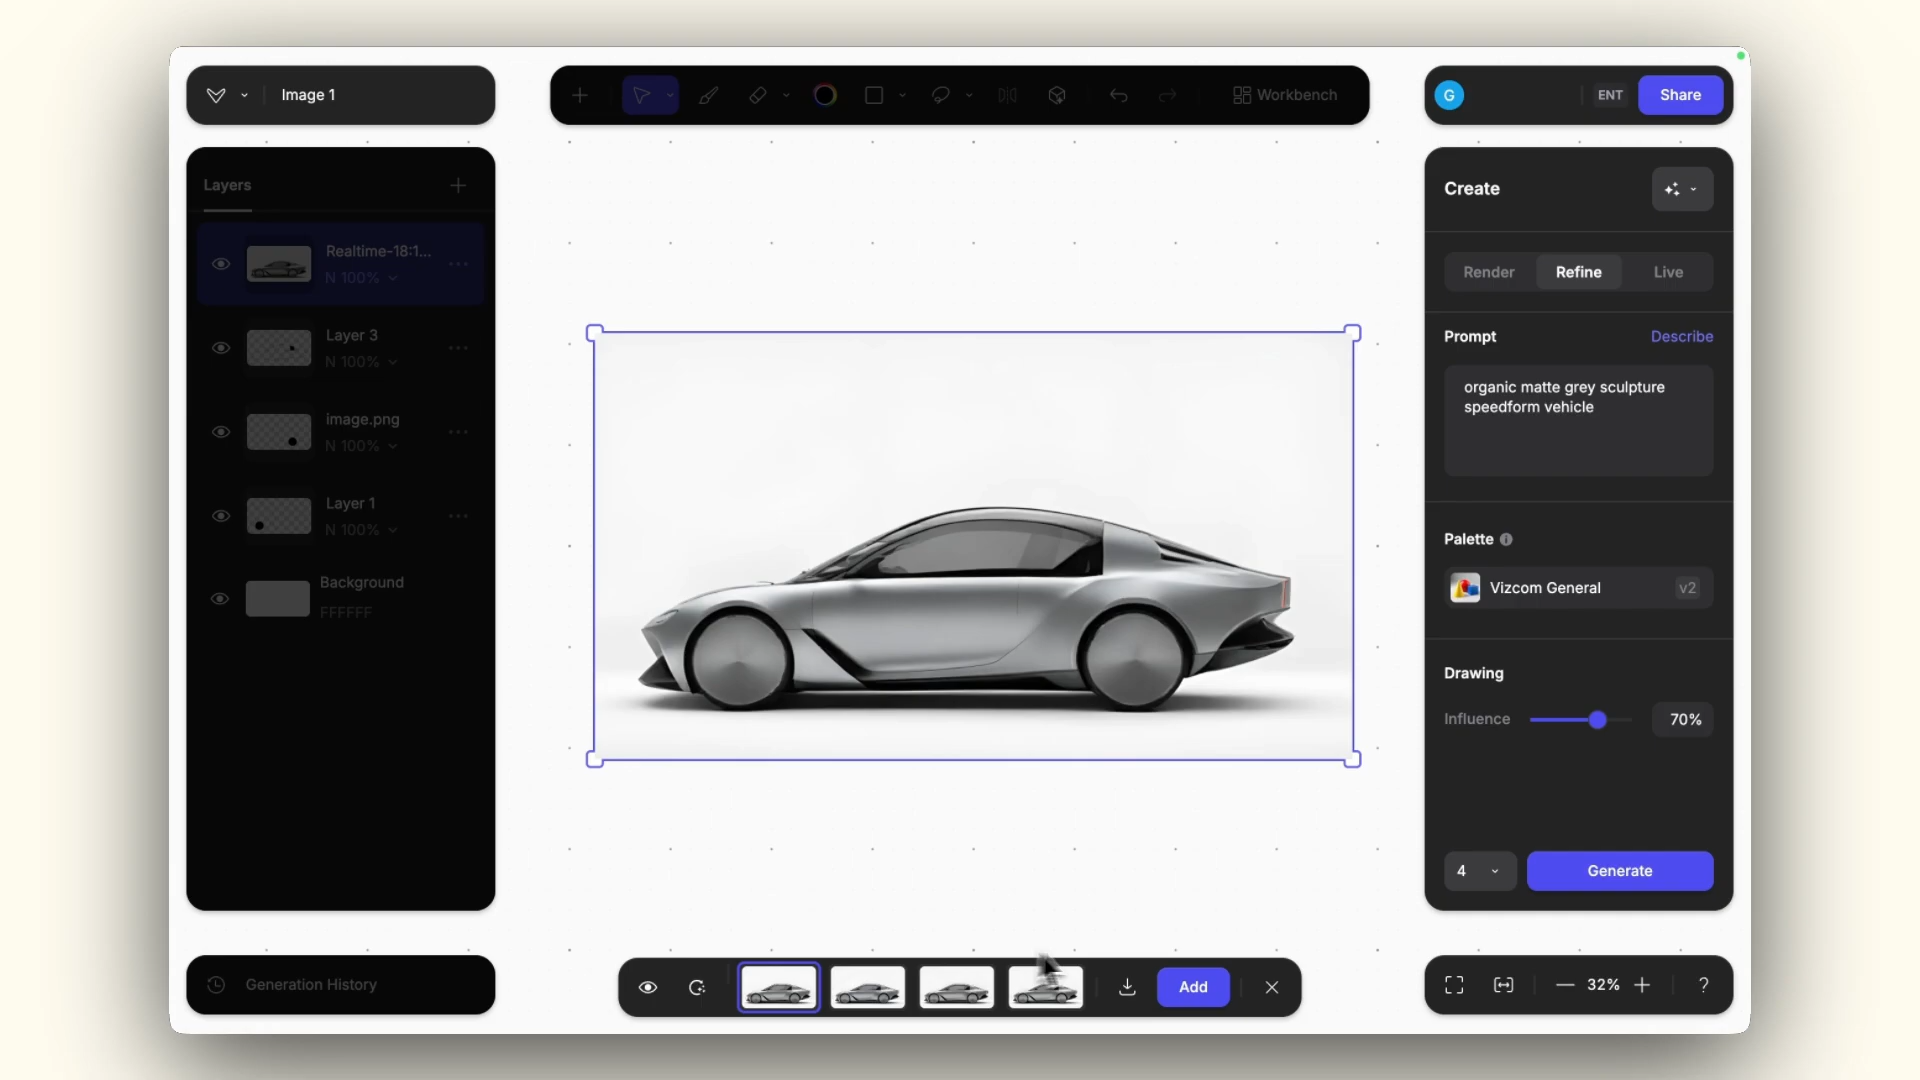 Image 1
Workbench
G
ENT
Share
Layers
Realtime-18:1...
N 100%
Layer 3
N 100%
image.png
N 100%
Layer 1
N 100%
Background
FFFFFF
Generation History
Create
Render Refine Live
Prompt Describe
organic matte grey sculpture
speedform vehicle
Palette
Vizcom General v2
Drawing
Influence 70%
4 Generate
Add
32%
?